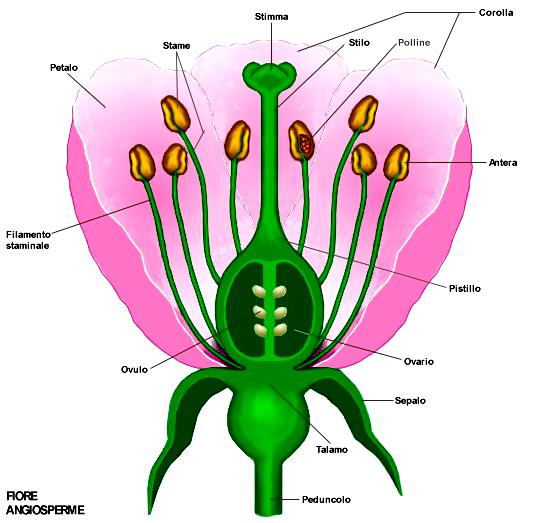 Stimma
Corolla
Stilo
Polline
Stame
Petalo
Antera
Filamento
staminale
Pistillo
Ovulo
Ovario
Sepalo
Talamo
Peduncolo
FIORE
ANGIOSPERME